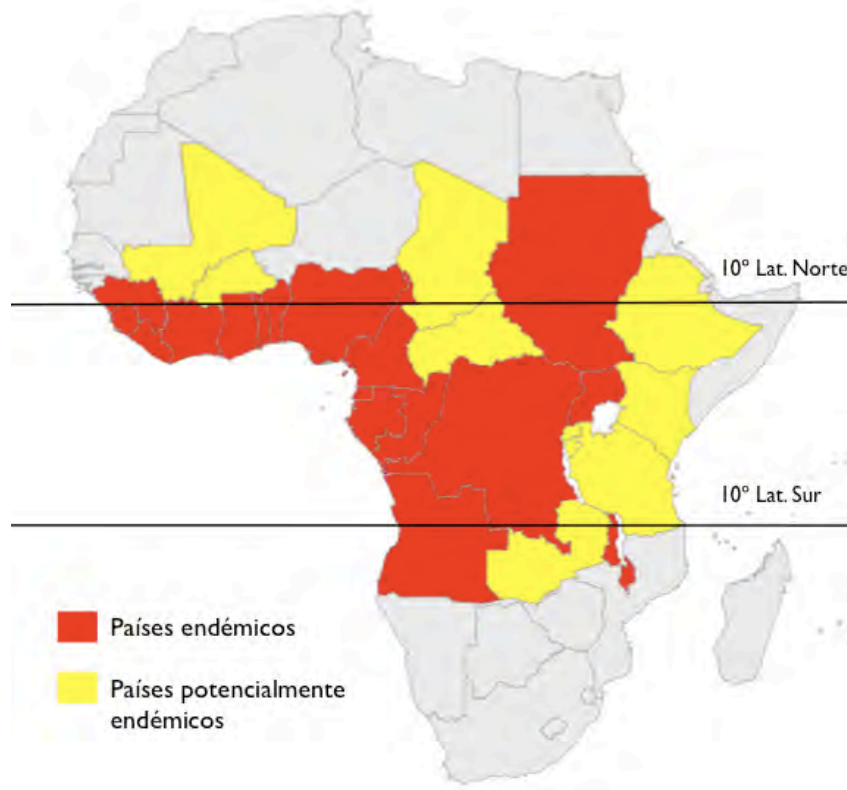 10º Lat. Norte
10º Lat. Sur
Países endémicos
Países potencialmente
endémicos